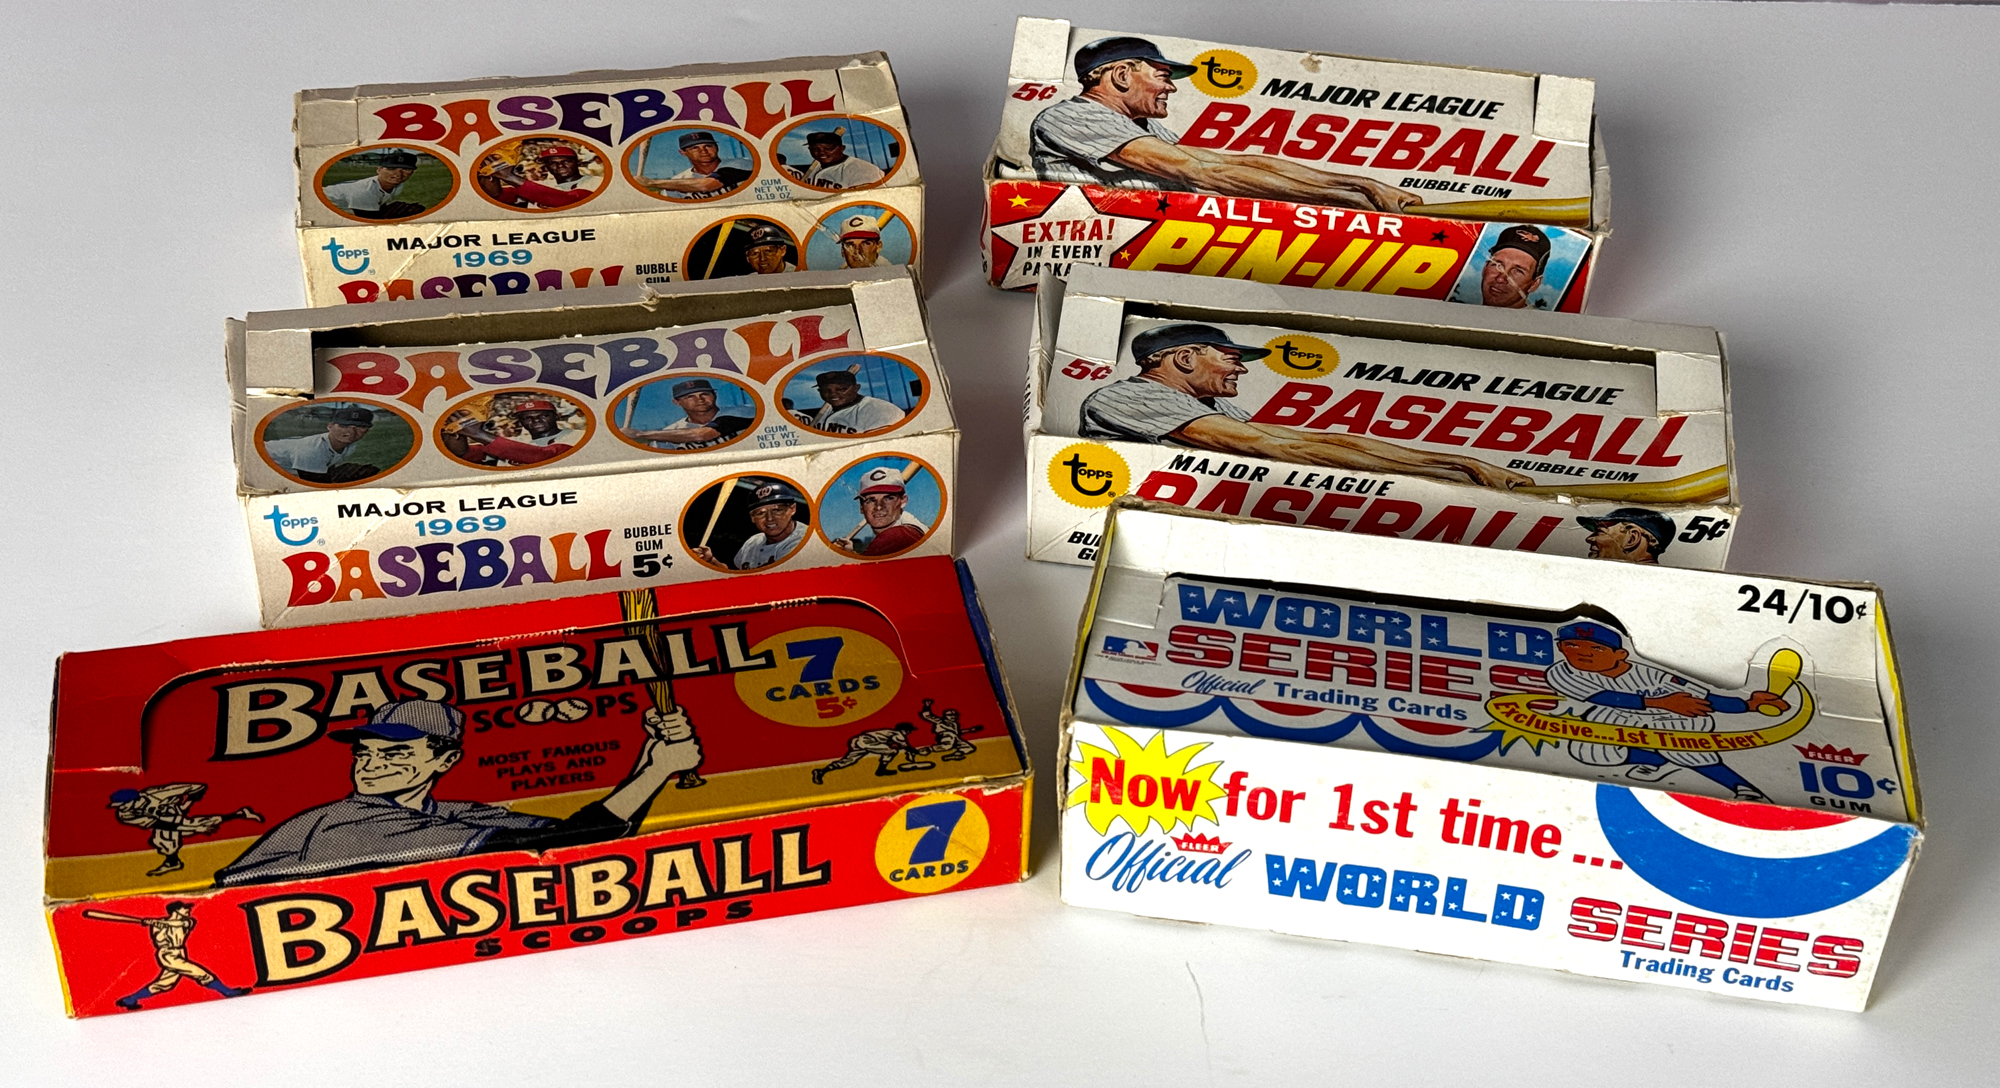 BASEBALL
GUM
NET WT.
0.19 OZ.
topps
MAJOR LEAGUE
1969
BASEBALL
BUBBLE
GUM
5¢
topps
MAJOR LEAGUE
BASEBALL
BUBBLE GUM
EXTRA!
IN EVERY
PACKAGE!
ALL STAR
PIN-UP
BASEBALL
GUM
NET WT.
0.19 OZ.
topps
MAJOR LEAGUE
1969
BASEBALL
BUBBLE
GUM
5¢
5¢
topps
MAJOR LEAGUE
BASEBALL
BUBBLE GUM
topps
MAJOR LEAGUE
BASEBALL
5¢
BASEBALL
SCOOPS
7
CARDS
5¢
MOST FAMOUS
PLAYS AND
PLAYERS
BASEBALL
SCOOPS
7
CARDS
24/10¢
WORLD
SERIES
Official Trading Cards
Mets
Exclusive...1st Time Ever!
FLEER
10¢
GUM
Now for 1st time...
FLEER
Official WORLD SERIES
Trading Cards